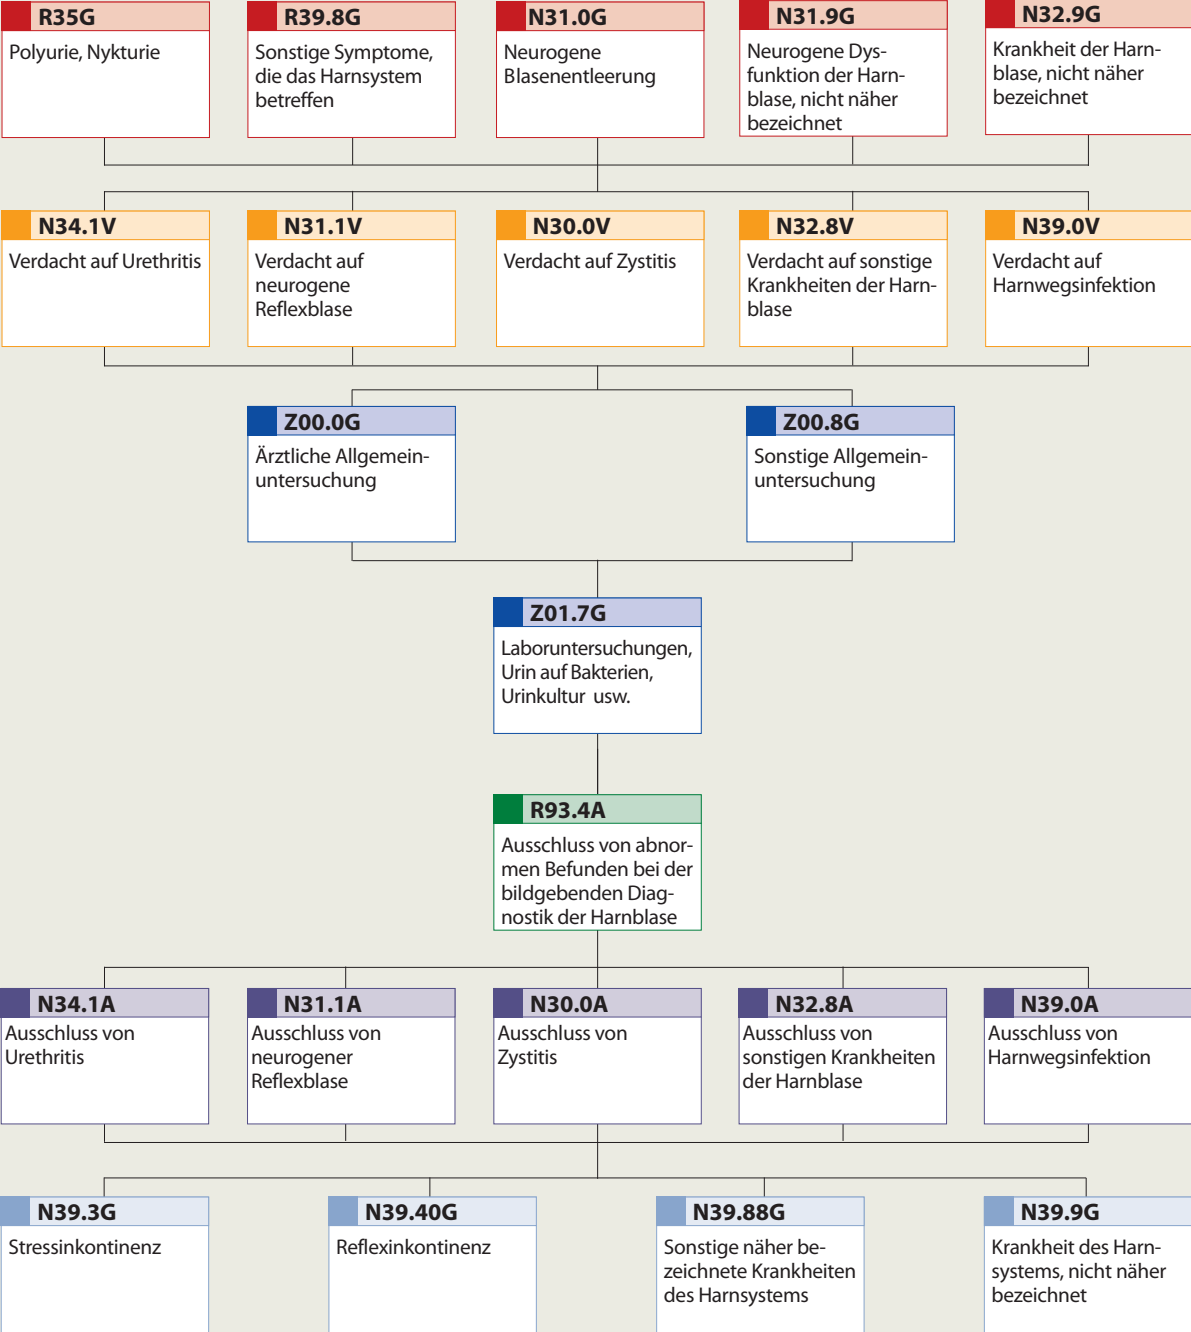 R35G
Polyurie, Nykturie
R39.8G
Sonstige Symptome,
die das Harnsystem
betreffen
N31.0G
Neurogene
Blasenentleerung
N31.9G
Neurogene Dys-
funktion der Harn-
blase, nicht näher
bezeichnet
N32.9G
Krankheit der Harn-
blase, nicht näher
bezeichnet
N34.1V
Verdacht auf Urethritis
N31.1V
Verdacht auf
neurogene
Reflexblase
N30.0V
Verdacht auf Zystitis
N32.8V
Verdacht auf sonstige
Krankheiten der Harn-
blase
N39.0V
Verdacht auf
Harnwegsinfektion
Z00.0G
Ärztliche Allgemein-
untersuchung
Z00.8G
Sonstige Allgemein-
untersuchung
Z01.7G
Laboruntersuchungen,
Urin auf Bakterien,
Urinkultur usw.
R93.4A
Ausschluss von abnor-
men Befunden bei der
bildgebenden Diag-
nostik der Harnblase
N34.1A
Ausschluss von
Urethritis
N31.1A
Ausschluss von
neurogener
Reflexblase
N30.0A
Ausschluss von
Zystitis
N32.8A
Ausschluss von
sonstigen Krankheiten
der Harnblase
N39.0A
Ausschluss von
Harnwegsinfektion
N39.3G
Stressinkontinenz
N39.40G
Reflexinkontinenz
N39.88G
Sonstige näher be-
zeichnete Krankheiten
des Harnsystems
N39.9G
Krankheit des Harn-
systems, nicht näher
bezeichnet